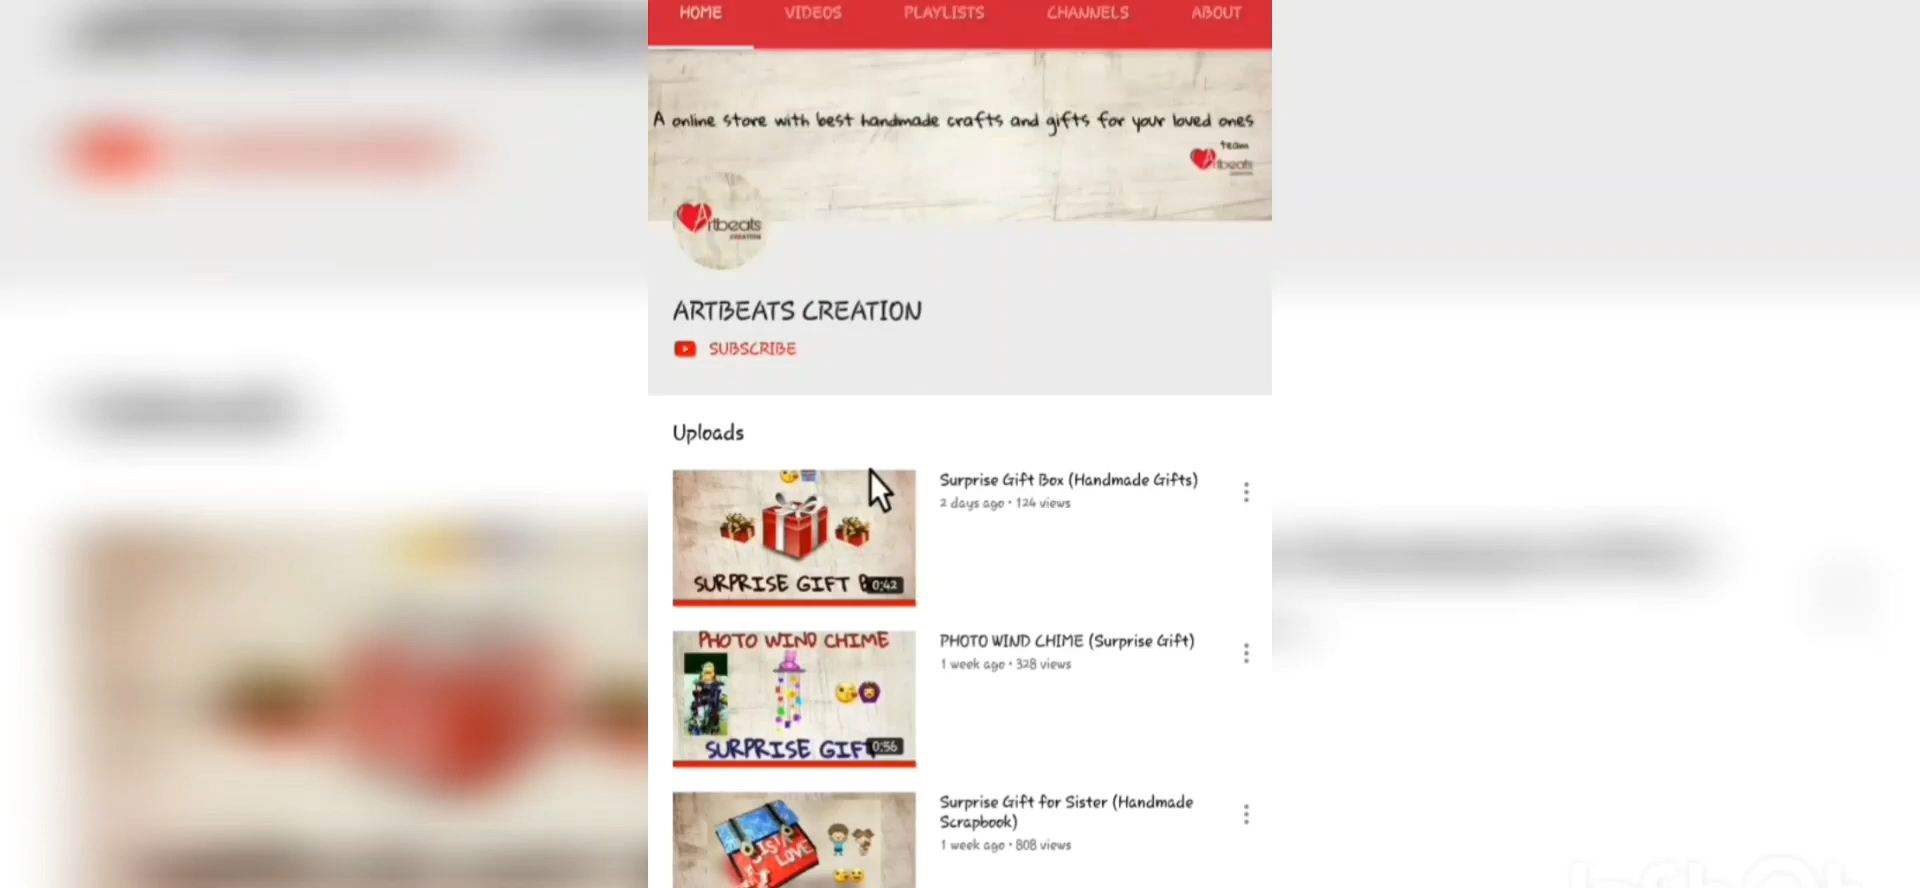 HOME VIDEOS PLAYLISTS CHANNELS ABOUT
A online store with best handmade crafts and gifts for your loved ones
team
Artbeats
CREATION
Artbeats
CREATION
ARTBEATS CREATION
SUBSCRIBE
Uploads
SURPRISE GIFT
0:42
Surprise Gift Box (Handmade Gifts)
2 days ago • 124 views
PHOTO WIND CHIME
SURPRISE GIFT
0:56
PHOTO WIND CHIME (Surprise Gift)
1 week ago • 328 views
LOVE
Surprise Gift for Sister (Handmade
Scrapbook)
1 week ago • 808 views